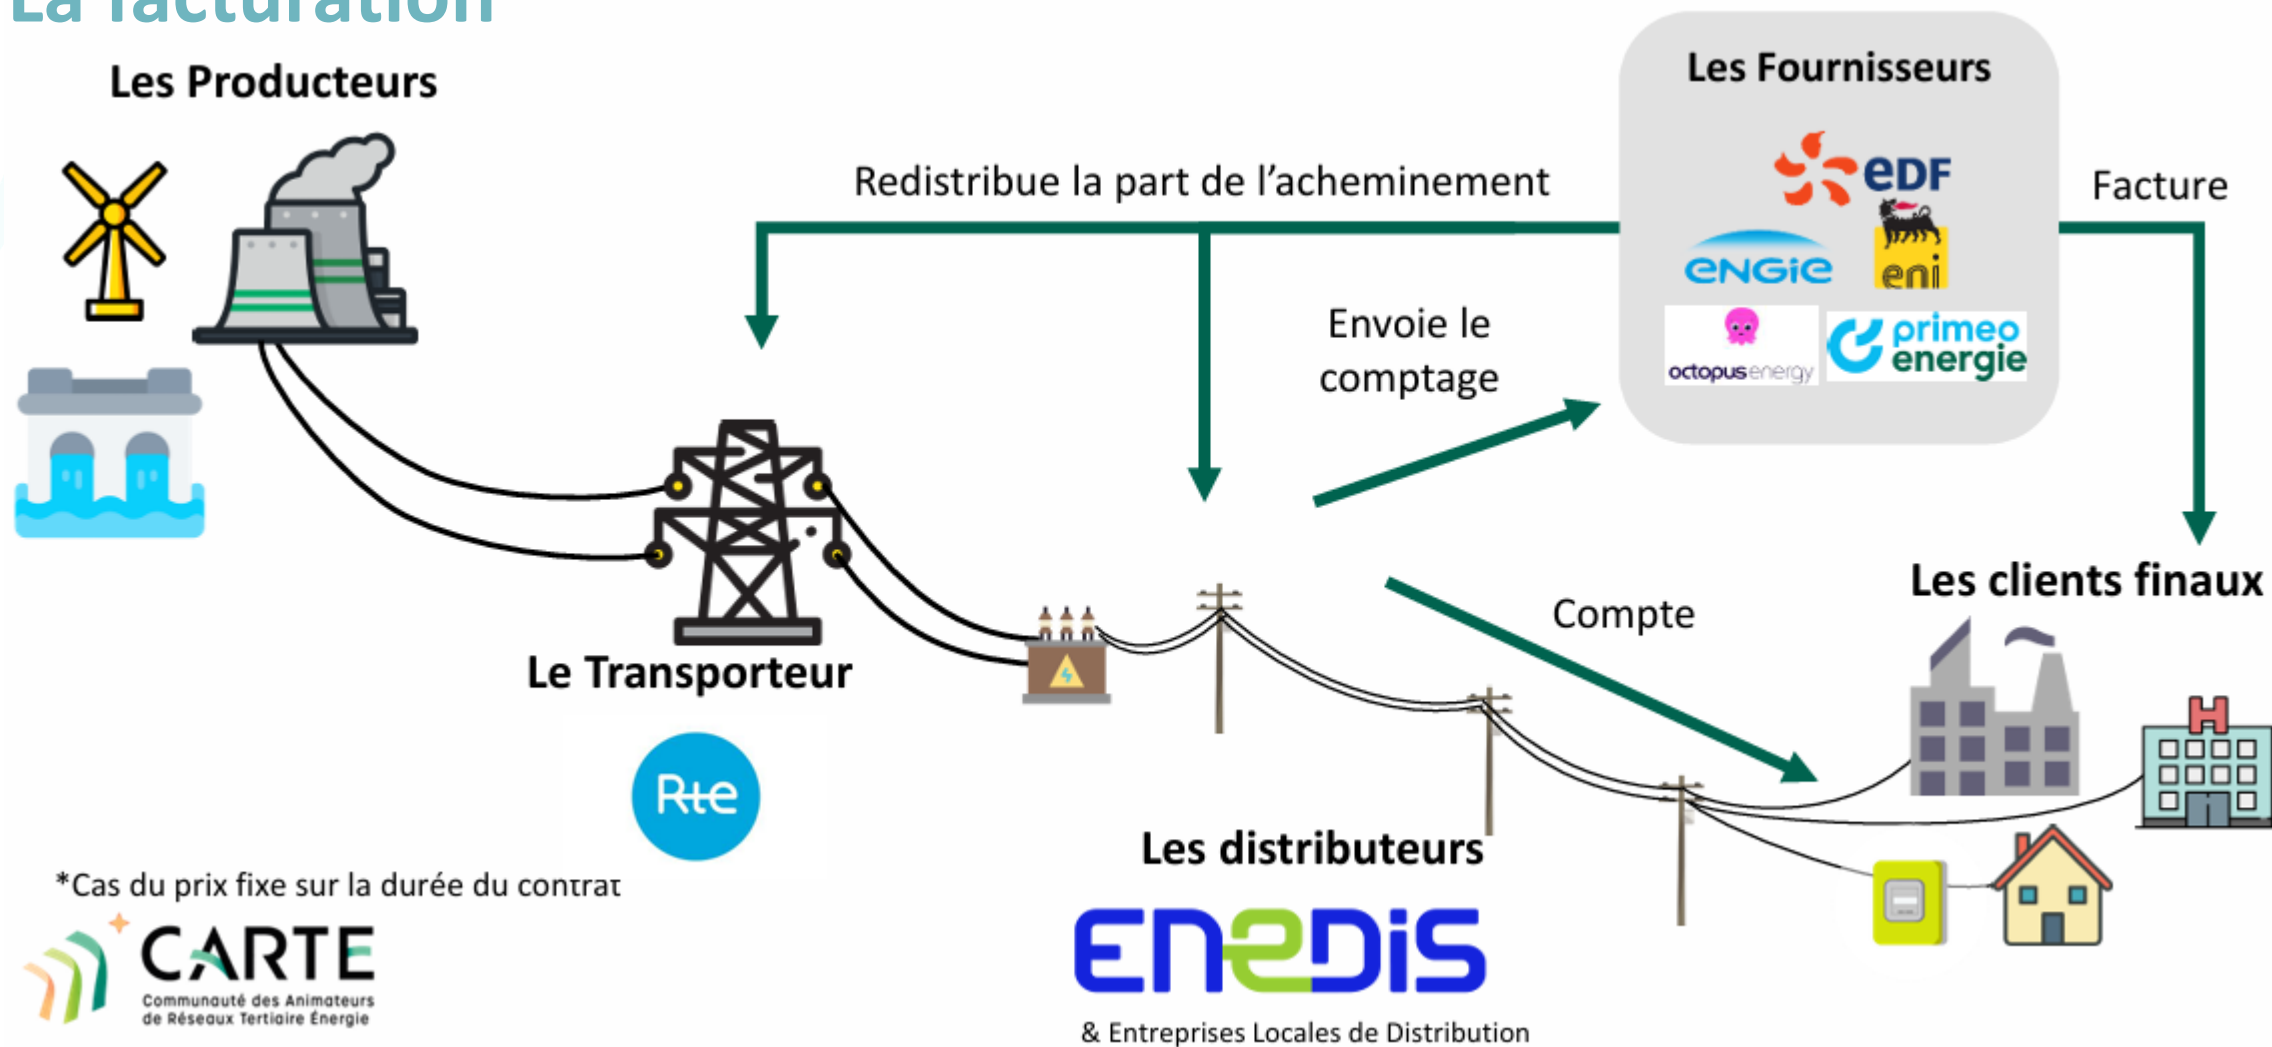 La facturation
Les Producteurs
Les Fournisseurs
eDF
ENGIE
eni
octopus energy
primeo
energie
Redistribue la part de l’acheminement
Facture
Envoie le
comptage
Compte
Les clients finaux
H
Le Transporteur
Rte
Les distributeurs
ENEDIS
& Entreprises Locales de Distribution
*Cas du prix fixe sur la durée du contrat
CARTE
Communauté des Animateurs
de Réseaux Tertiaire Énergie